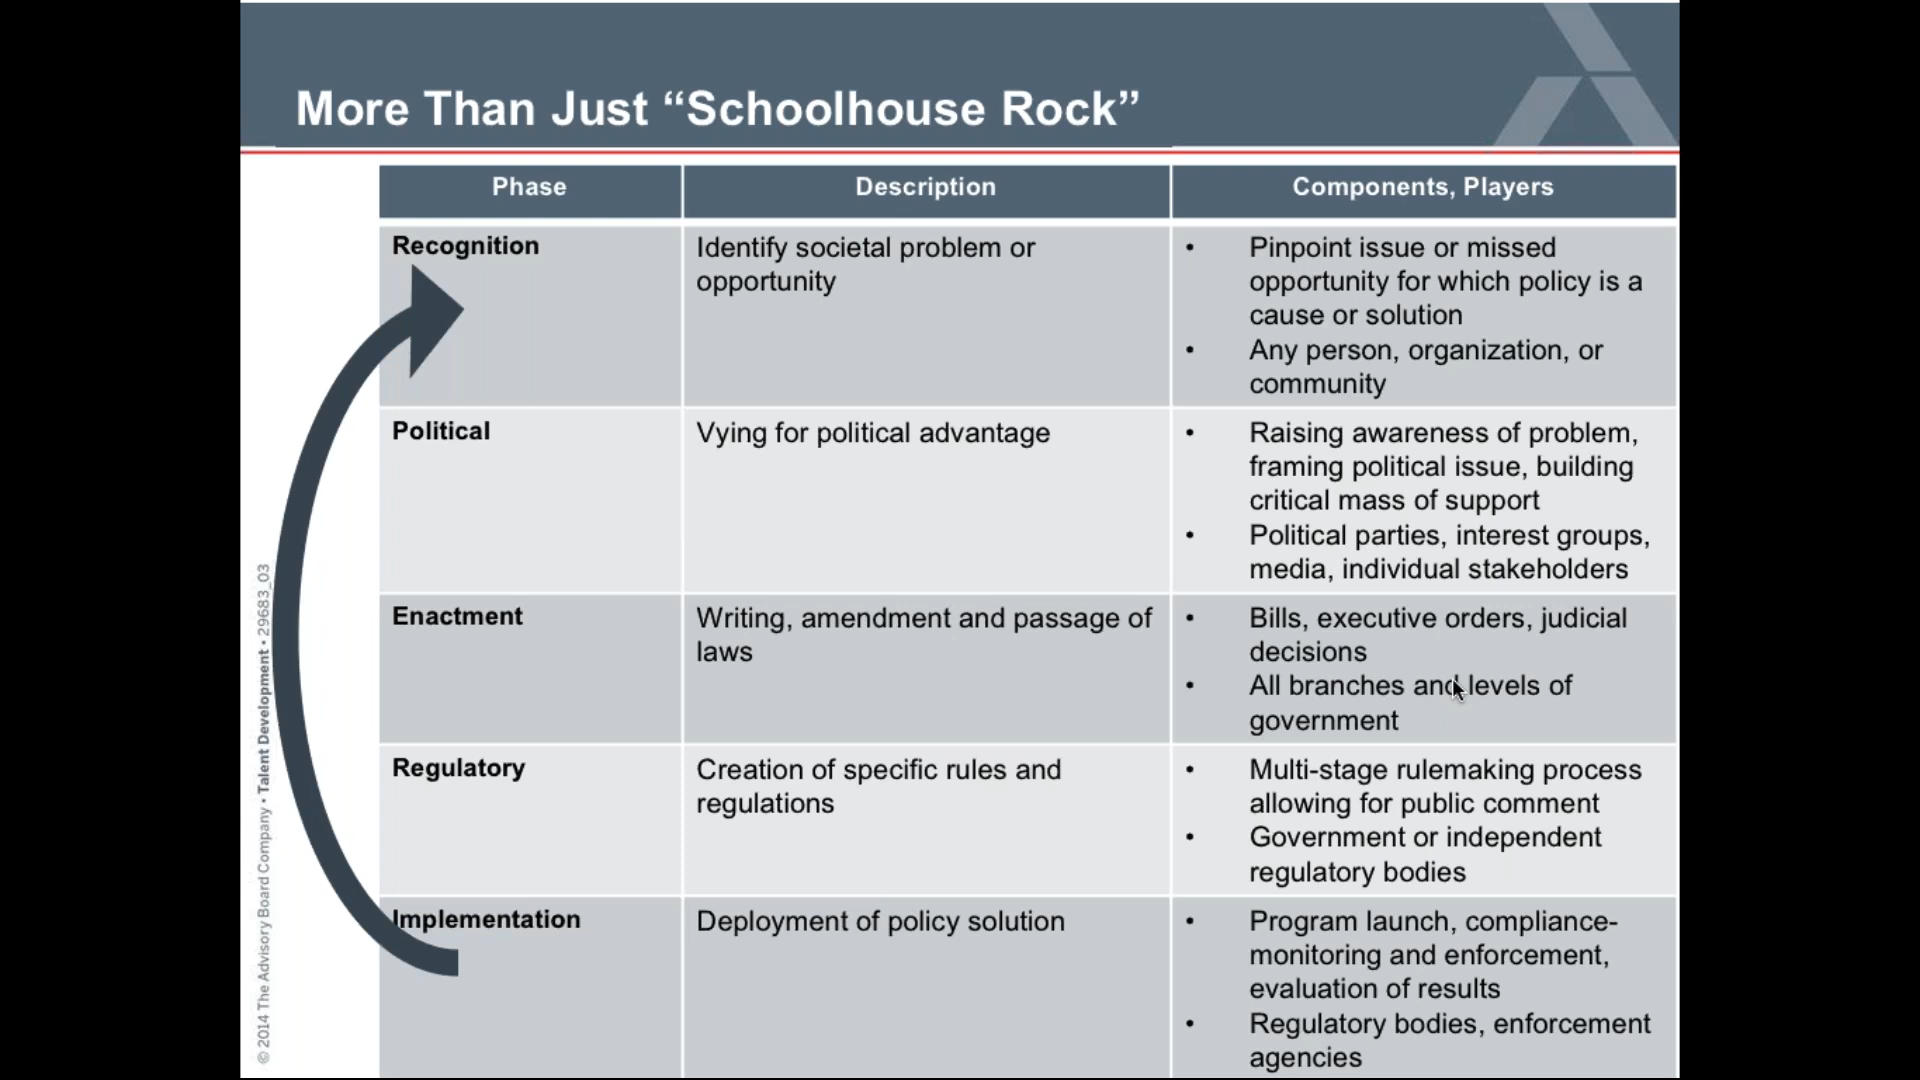 More Than Just “Schoolhouse Rock”
Phase
Description
Components, Players
Recognition
Identify societal problem or
opportunity
• Pinpoint issue or missed
opportunity for which policy is a
cause or solution
• Any person, organization, or
community
Political
Vying for political advantage
• Raising awareness of problem,
framing political issue, building
critical mass of support
• Political parties, interest groups,
media, individual stakeholders
Enactment
Writing, amendment and passage of
laws
• Bills, executive orders, judicial
decisions
• All branches and levels of
government
Regulatory
Creation of specific rules and
regulations
• Multi-stage rulemaking process
allowing for public comment
• Government or independent
regulatory bodies
Implementation
Deployment of policy solution
• Program launch, compliance-
monitoring and enforcement,
evaluation of results
• Regulatory bodies, enforcement
agencies
© 2014 The Advisory Board Company • Talent Development • 29683_03